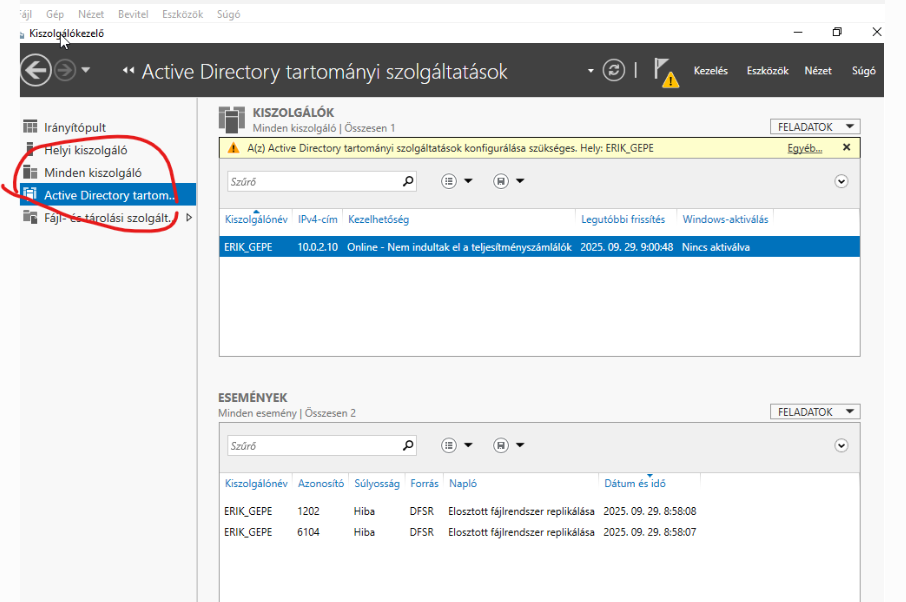 Fájl Gép Nézet Bevitel Eszközök Súgó
Kiszolgálókezelő
Active Directory tartományi szolgáltatások
Kezelés Eszközök Nézet Súgó
Irányítópult
Helyi kiszolgáló
Minden kiszolgáló
Active Directory tartom...
Fájl- és tárolási szolgált...
KISZOLGÁLÓK
Minden kiszolgáló | Összesen 1
FELADATOK
A(z) Active Directory tartományi szolgáltatások konfigurálása szükséges. Hely: ERIK_GEPE Egyéb...
Szűrő
Kiszolgálónév IPv4-cím Kezelhetőség Legutóbbi frissítés Windows-aktiválás
ERIK_GEPE 10.0.2.10 Online - Nem indultak el a teljesítményszámlálók 2025. 09. 29. 9:00:48 Nincs aktiválva
ESEMÉNYEK
Minden esemény | Összesen 2
FELADATOK
Szűrő
Kiszolgálónév Azonosító Súlyosság Forrás Napló Dátum és idő
ERIK_GEPE 1202 Hiba DFSR Elosztott fájlrendszer replikálása 2025. 09. 29. 8:58:08
ERIK_GEPE 6104 Hiba DFSR Elosztott fájlrendszer replikálása 2025. 09. 29. 8:58:07